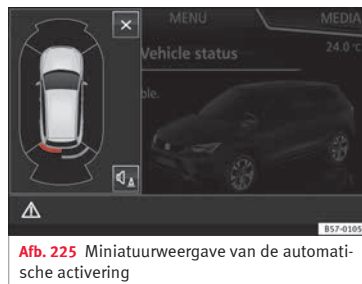 MENU
MEDIA
Vehicle status
24.0 °C
ble.
B57-0105
Afb. 225 Miniatuurweergave van de automati-
sche activering